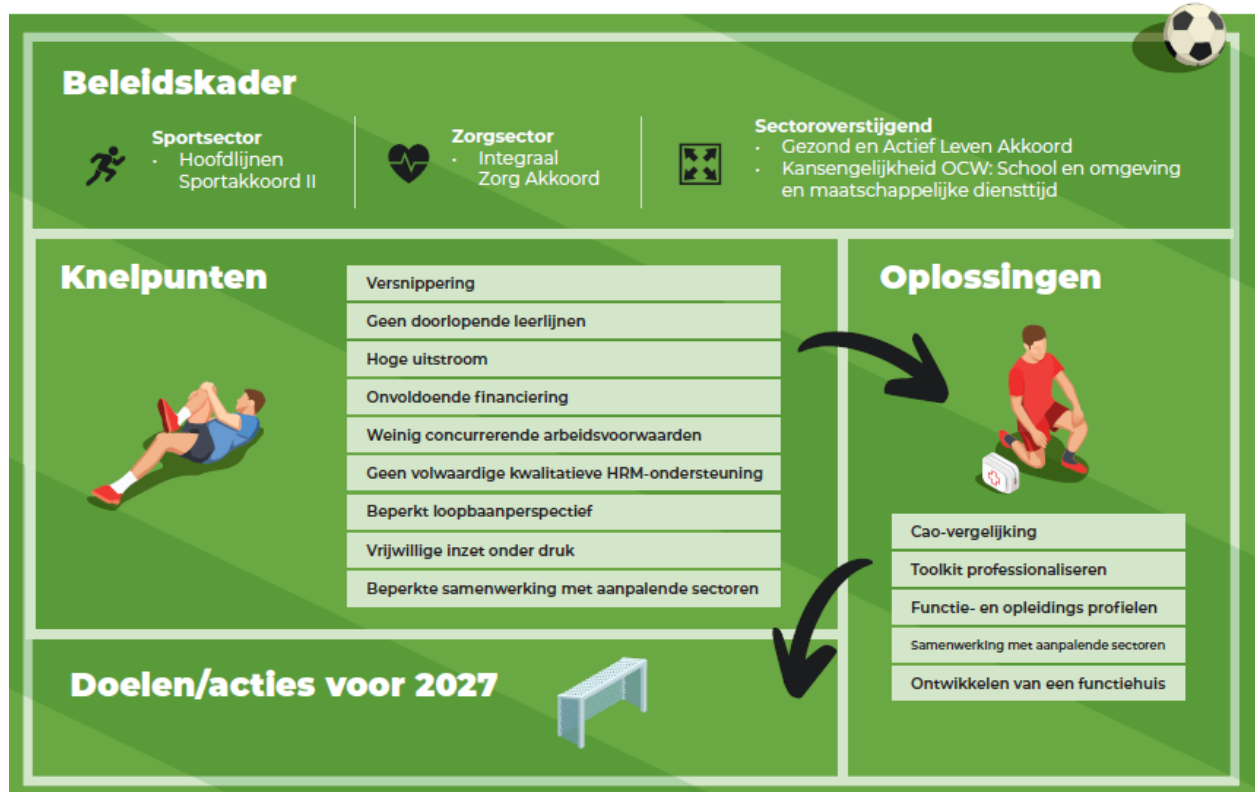 Beleidskader
Sportsector
· Hoofdlijnen
Sportakkoord II
Zorgsector
· Integraal
Zorg Akkoord
Sectoroverstijgend
· Gezond en Actief Leven Akkoord
· Kansengelijkheid OCW: School en omgeving
en maatschappelijke diensttijd
Knelpunten
Versnippering
Geen doorlopende leerlijnen
Hoge uitstroom
Onvoldoende financiering
Weinig concurrerende arbeidsvoorwaarden
Geen volwaardige kwalitatieve HRM-ondersteuning
Beperkt loopbaanperspectief
Vrijwillige inzet onder druk
Beperkte samenwerking met aanpalende sectoren
Oplossingen
Cao-vergelijking
Toolkit professionaliseren
Functie- en opleidings profielen
Samenwerking met aanpalende sectoren
Ontwikkelen van een functiehuis
Doelen/acties voor 2027